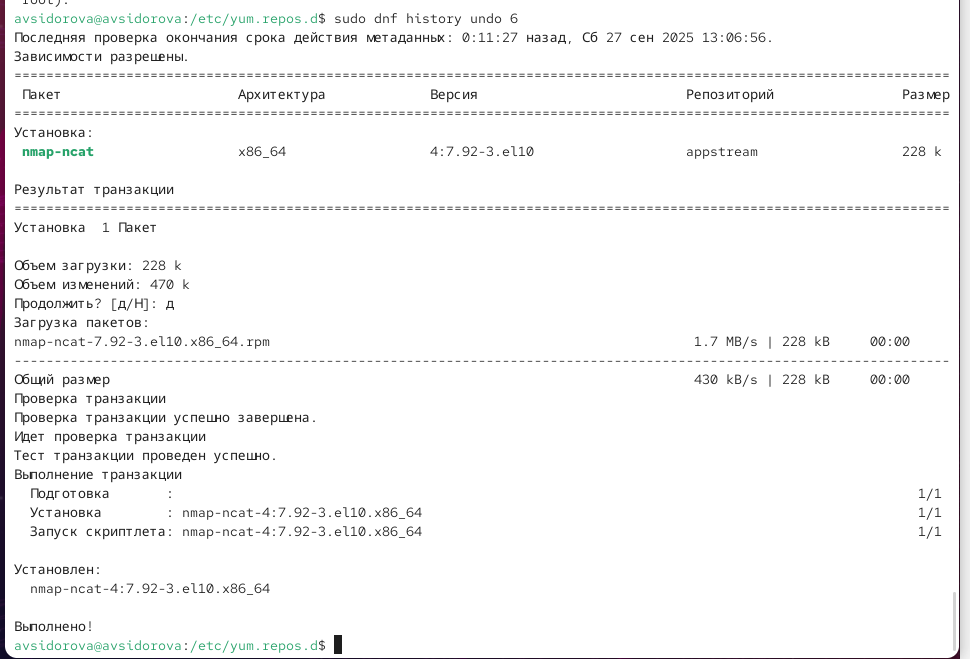 root).
avsidorova@avsidorova:/etc/yum.repos.d$ sudo dnf history undo 6
Последняя проверка окончания срока действия метаданных: 0:11:27 назад, Сб 27 сен 2025 13:06:56.
Зависимости разрешены.
================================================================================
Пакет Архитектура Версия Репозиторий Размер
================================================================================
Установка:
nmap-ncat x86_64 4:7.92-3.el10 appstream 228 k
Результат транзакции
================================================================================
Установка 1 Пакет
Объем загрузки: 228 k
Объем изменений: 470 k
Продолжить? [д/Н]: д
Загрузка пакетов:
nmap-ncat-7.92-3.el10.x86_64.rpm 1.7 MB/s | 228 kB 00:00
--------------------------------------------------------------------------------
Общий размер 430 kB/s | 228 kB 00:00
Проверка транзакции
Проверка транзакции успешно завершена.
Идет проверка транзакции
Тест транзакции проведен успешно.
Выполнение транзакции
Подготовка : 1/1
Установка : nmap-ncat-4:7.92-3.el10.x86_64 1/1
Запуск скриптлета: nmap-ncat-4:7.92-3.el10.x86_64 1/1
Установлен:
nmap-ncat-4:7.92-3.el10.x86_64
Выполнено!
avsidorova@avsidorova:/etc/yum.repos.d$